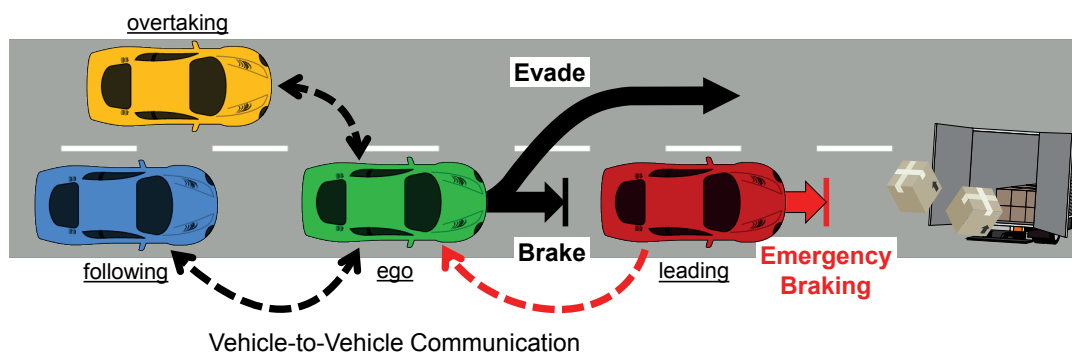 overtaking
Evade
Brake
following
ego
leading
Emergency
Braking
Vehicle-to-Vehicle Communication